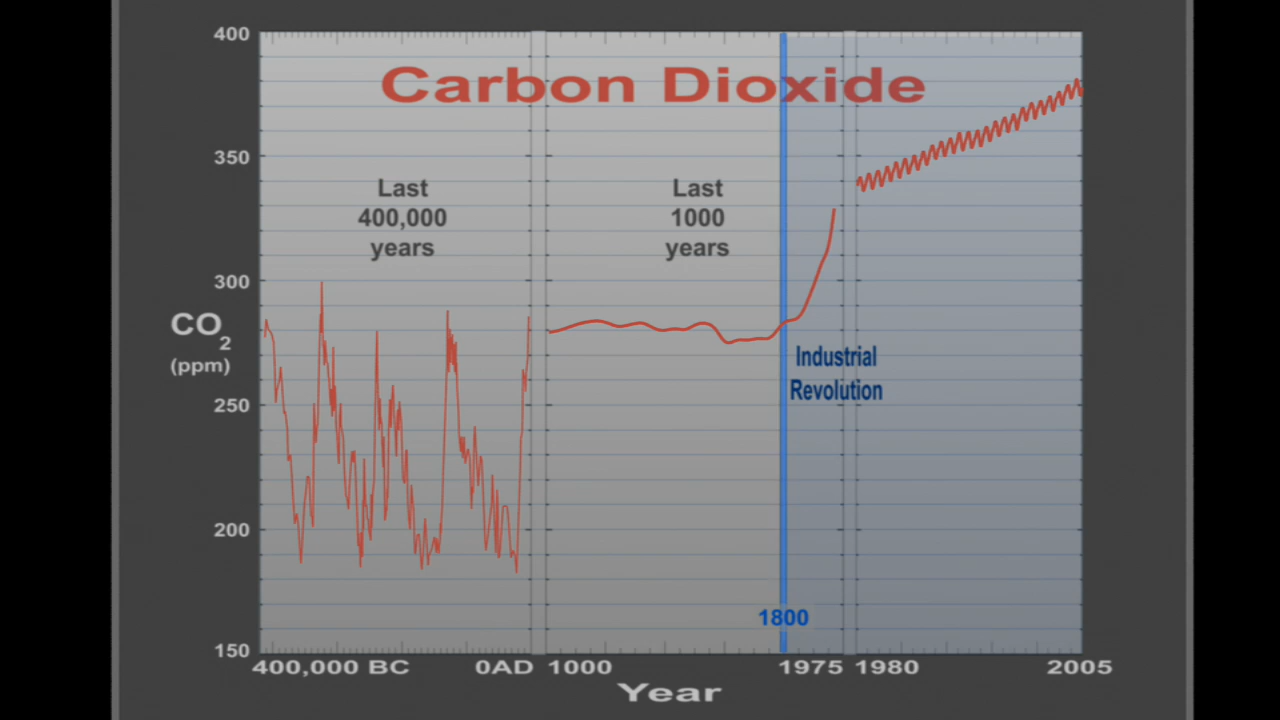 400
Carbon Dioxide
350
Last
400,000
years
Last
1000
years
300
CO2
(ppm)
Industrial
Revolution
250
200
1800
150
400,000 BC
0AD
1000
1975
1980
2005
Year